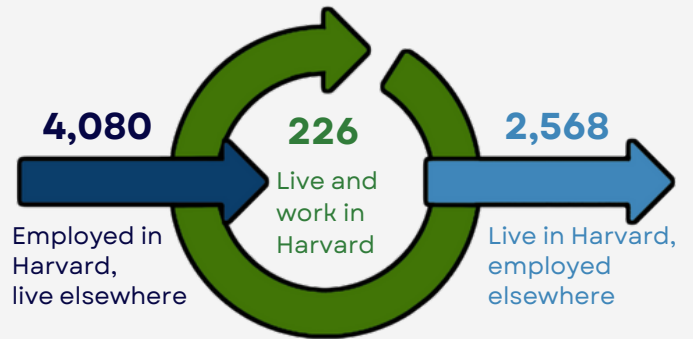 4,080
Employed in
Harvard,
live elsewhere
226
Live and
work in
Harvard
2,568
Live in Harvard,
employed
elsewhere